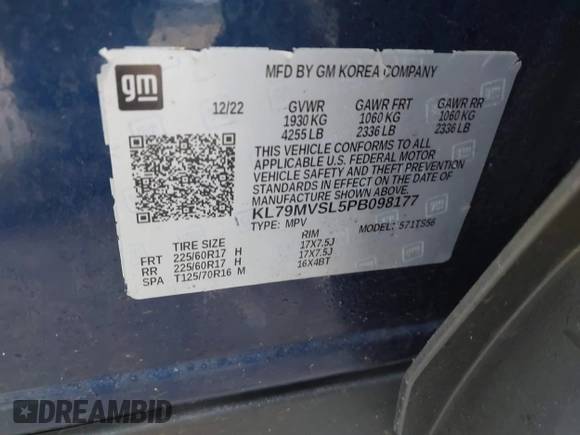 gm
MFD BY GM KOREA COMPANY
12/22 GVWR GAWR FRT GAWR RR
1930 KG 1060 KG 1060 KG
4255 LB 2336 LB 2336 LB
THIS VEHICLE CONFORMS TO ALL
APPLICABLE U.S. FEDERAL MOTOR
VEHICLE SAFETY AND THEFT PREVENTION
STANDARDS IN EFFECT ON THE DATE OF
MANUFACTURE SHOWN ABOVE.
KL79MVSL5PB098177
TYPE: MPV MODEL: 571TS56
TIRE SIZE RIM
FRT 225/60R17 H 17X7.5J
RR 225/60R17 H 17X7.5J
SPA T125/70R16 M 16X4BT
DREAMBID